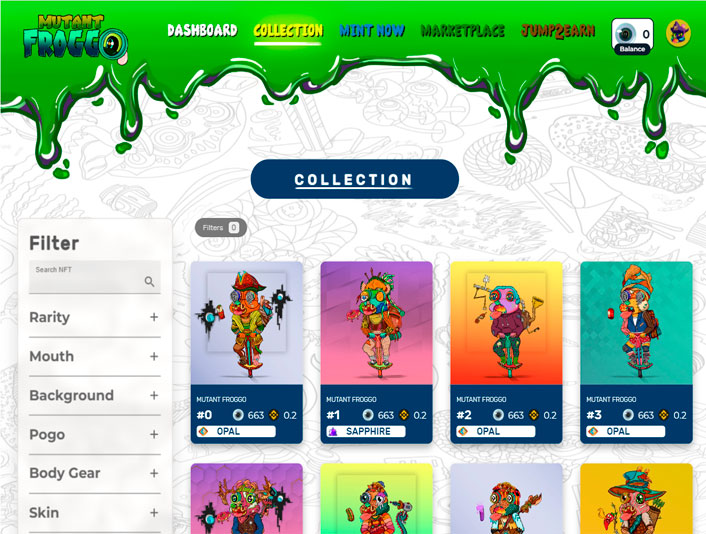 MUTANT
FROGGO
DASHBOARD
COLLECTION
MINT NOW
MARKETPLACE
JUMP2EARN
0
Balance
COLLECTION
Filter
Search NFT
Rarity +
Mouth +
Background +
Pogo +
Body Gear +
Skin +
Filters 0
MUTANT FROGGO
#0 663 0.2
OPAL
MUTANT FROGGO
#1 663 0.2
SAPPHIRE
MUTANT FROGGO
#2 663 0.2
OPAL
MUTANT FROGGO
#3 663 0.2
OPAL